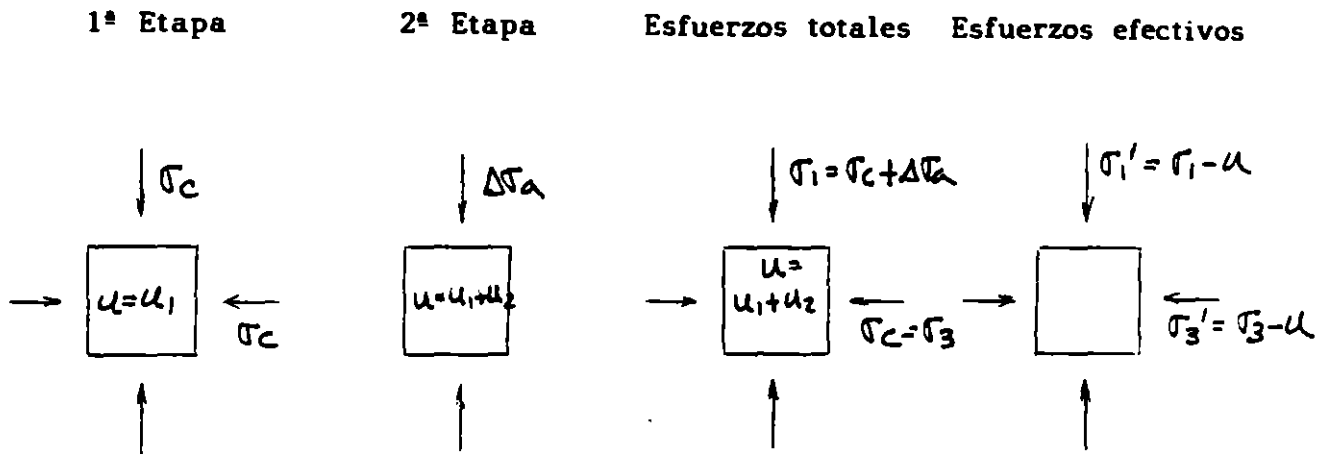 1ª Etapa 2ª Etapa Esfuerzos totales Esfuerzos efectivos
σc Δσa σ1 = σc + Δσa σ1' = σ1 - u
u = u1 u = u1 + u2 u =
u1 + u2
σc σc = σ3 σ3' = σ3 - u